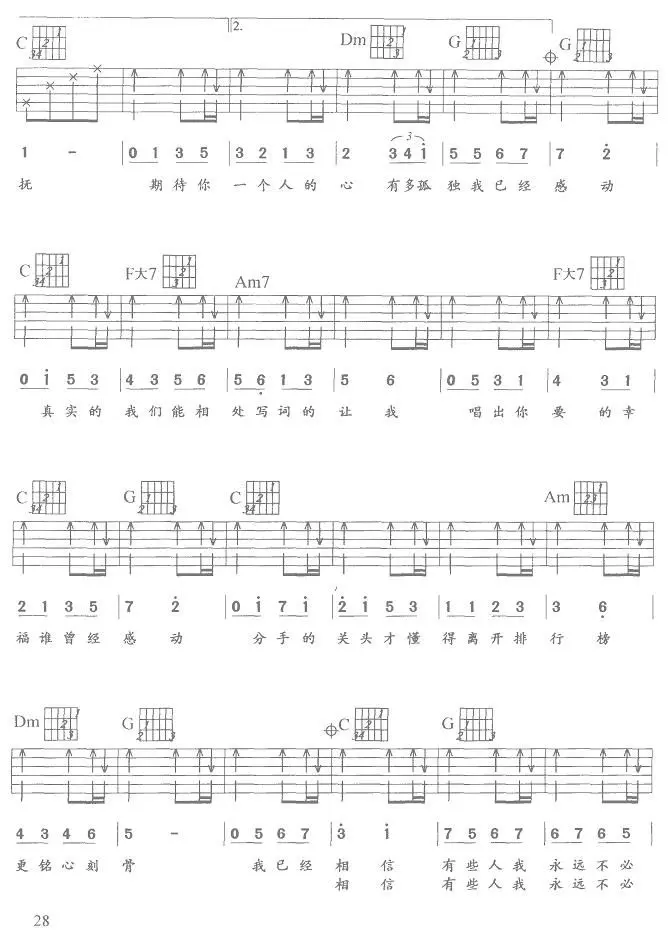 2.
C Dm G G
1 - | 0 1 3 5 | 3 2 1 3 | 2 3 4 i | 5 5 6 7 | 7 2̇
抚 期 待 你 一 个 人 的 心 有 多 孤 独 我 已 经 感 动
C F大7 Am7 F大7
0 i 5 3 | 4 3 5 6 | 5 6̣ 1 3 | 5 6 | 0 5 3 1 | 4 3 1
真 实 的 我 们 能 相 处 写 词 的 让 我 唱 出 你 要 的 幸
C G C Am
2 1 3 5 | 7 2̇ | 0 i 7 i | 2̇ i 5 3 | 1 1 2 3 | 3 6̣
福 谁 曾 经 感 动 分 手 的 关 头 才 懂 得 离 开 排 行 榜
Dm G C G
4 3 4 6 | 5 - | 0 5 6 7 | 3̇ i | 7 5 6 7 | 6 7 6 5
更 铭 心 刻 骨 我 已 经 相 信 有 些 人 我 永 远 不 必
相 信 有 些 人 我 永 远 不 必
28